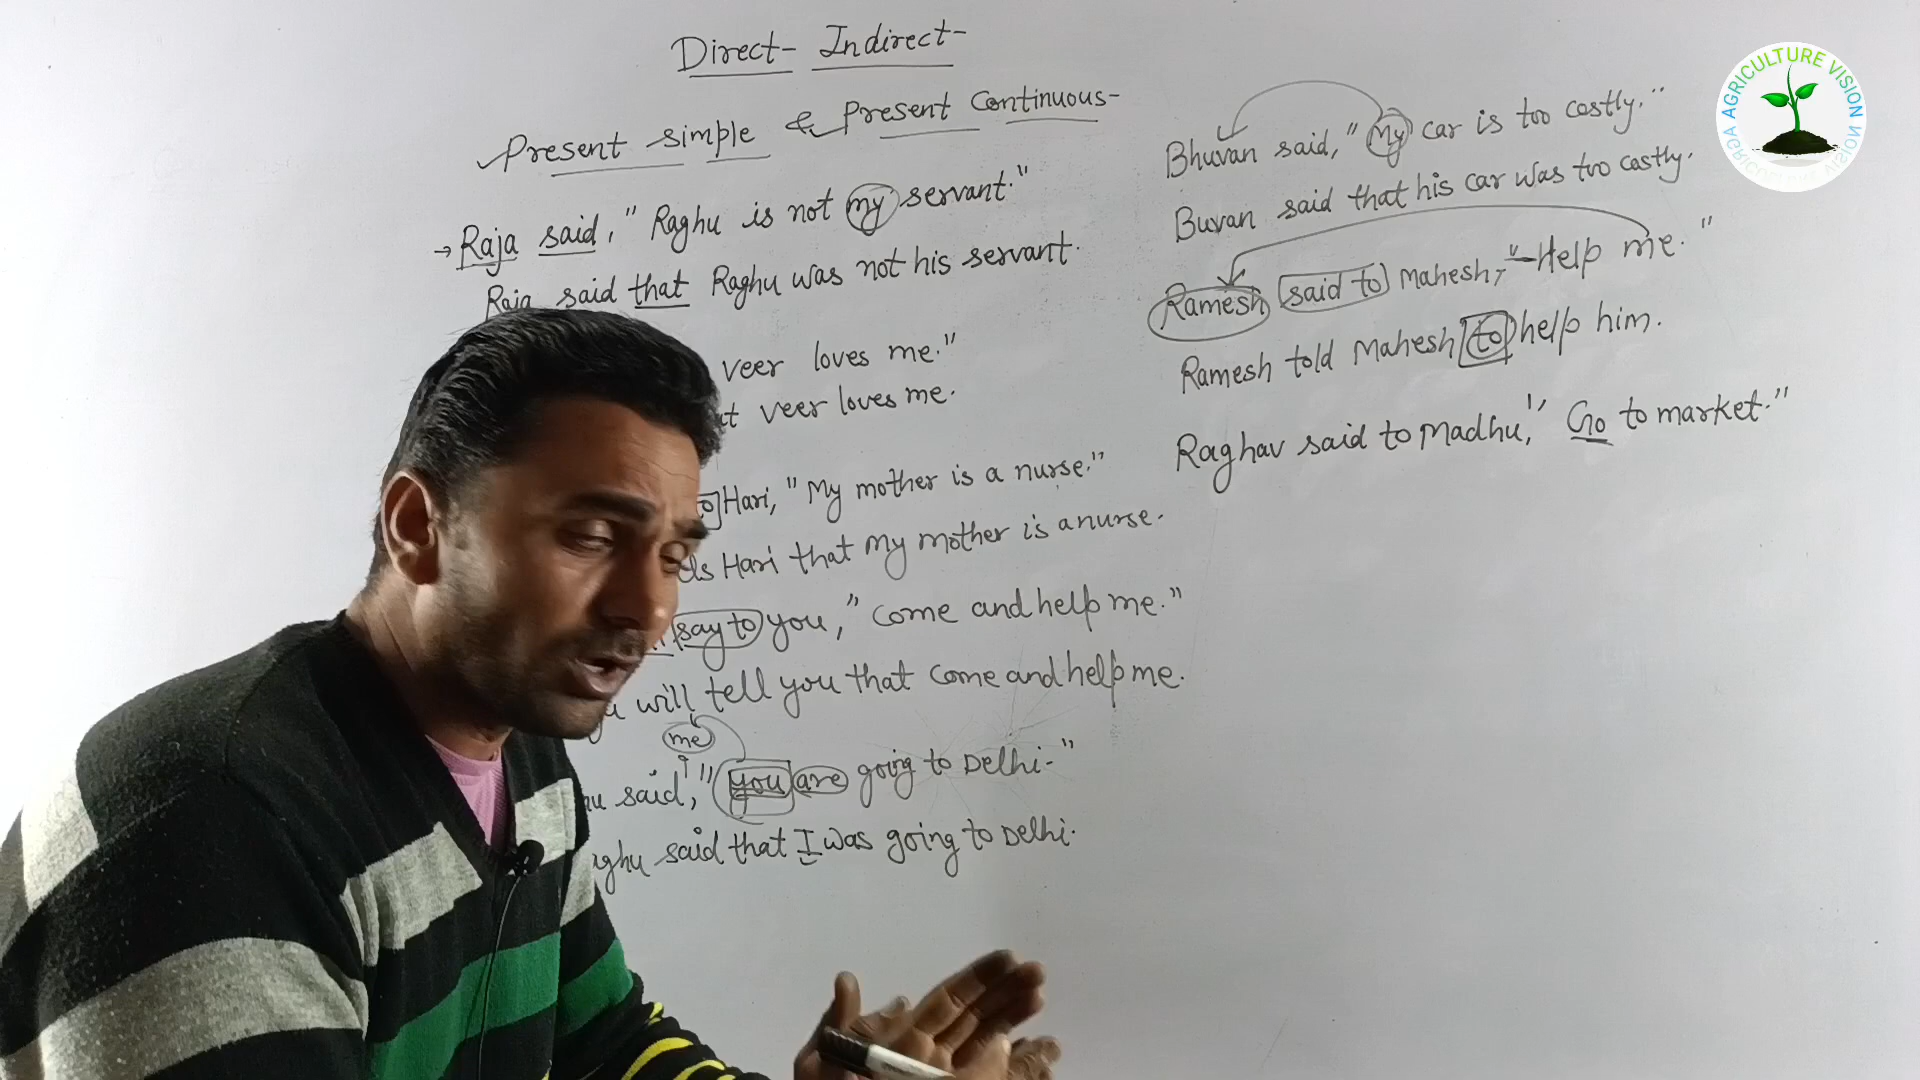 Direct- Indirect-
Present simple & Present Continuous-
→ Raja said, " Raghu is not my servant."
Raja said that Raghu was not his servant.
veer loves me."
veer loves me.
Hari, "My mother is a nurse."
Hari that my mother is a nurse.
say to you, " come and help me."
will tell you that come and help me.
me
said, " you are going to Delhi-"
said that I was going to Delhi.
Bhuvan said, " My car is too costly."
Buvan said that his car was too costly.
Ramesh said to Mahesh, "Help me."
Ramesh told Mahesh to help him.
Raghav said to Madhu, " Go to market."
AGRICULTURE VISION